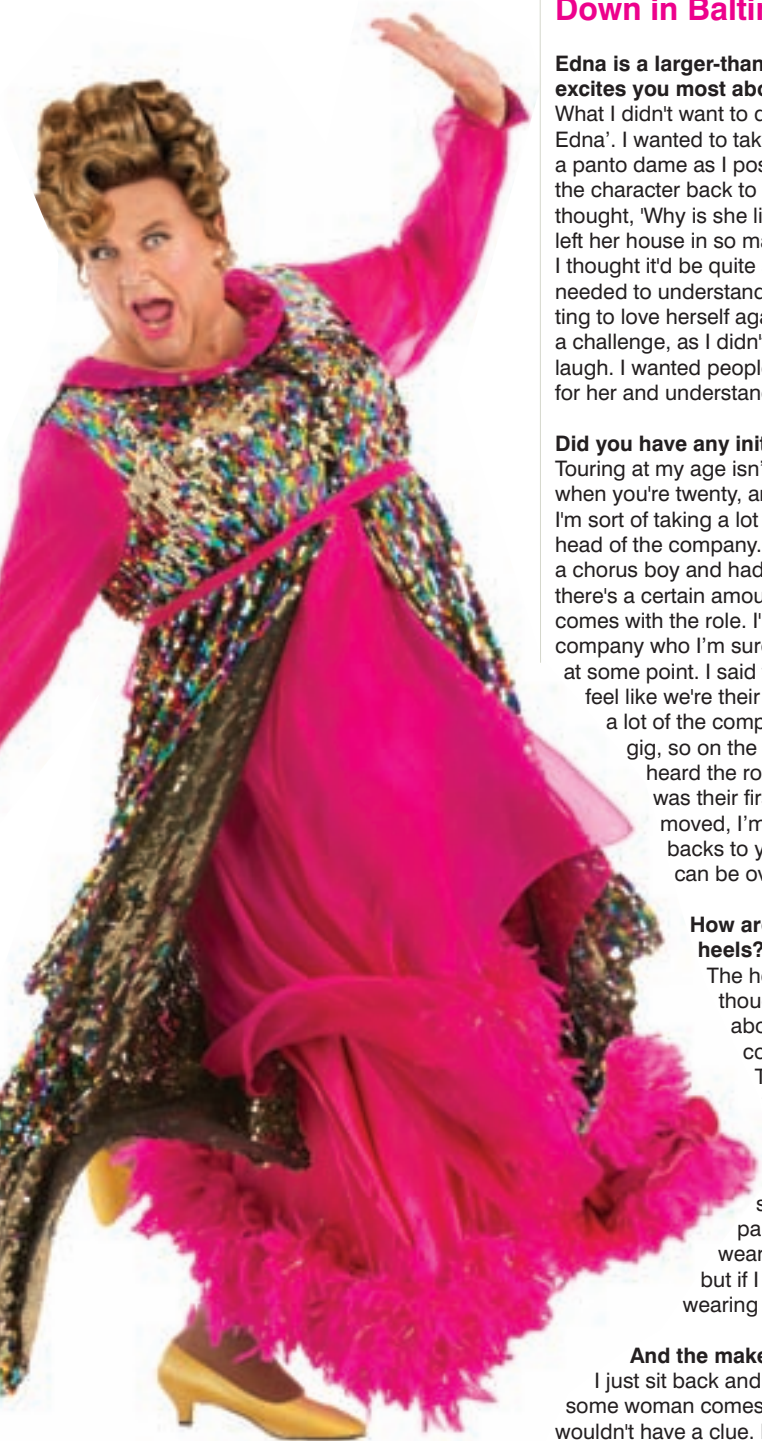 Down in Balti
Edna is a larger-than
excites you most abo
What I didn't want to
Edna’. I wanted to tak
a panto dame as I pos
the character back to
thought, 'Why is she li
left her house in so ma
I thought it'd be quite
needed to understand
ting to love herself aga
a challenge, as I didn'
laugh. I wanted people
for her and understan
Did you have any init
Touring at my age isn’
when you're twenty, an
I'm sort of taking a lot
head of the company.
a chorus boy and had
there's a certain amou
comes with the role. I'
company who I’m sure
at some point. I said
feel like we're their
a lot of the comp
gig, so on the
heard the ro
was their fir
moved, I’m
backs to y
can be ov
How are
heels?
The he
thou
abo
co
T
s
pa
wear
but if I
wearing
And the make
I just sit back and
some woman comes
wouldn't have a clue.